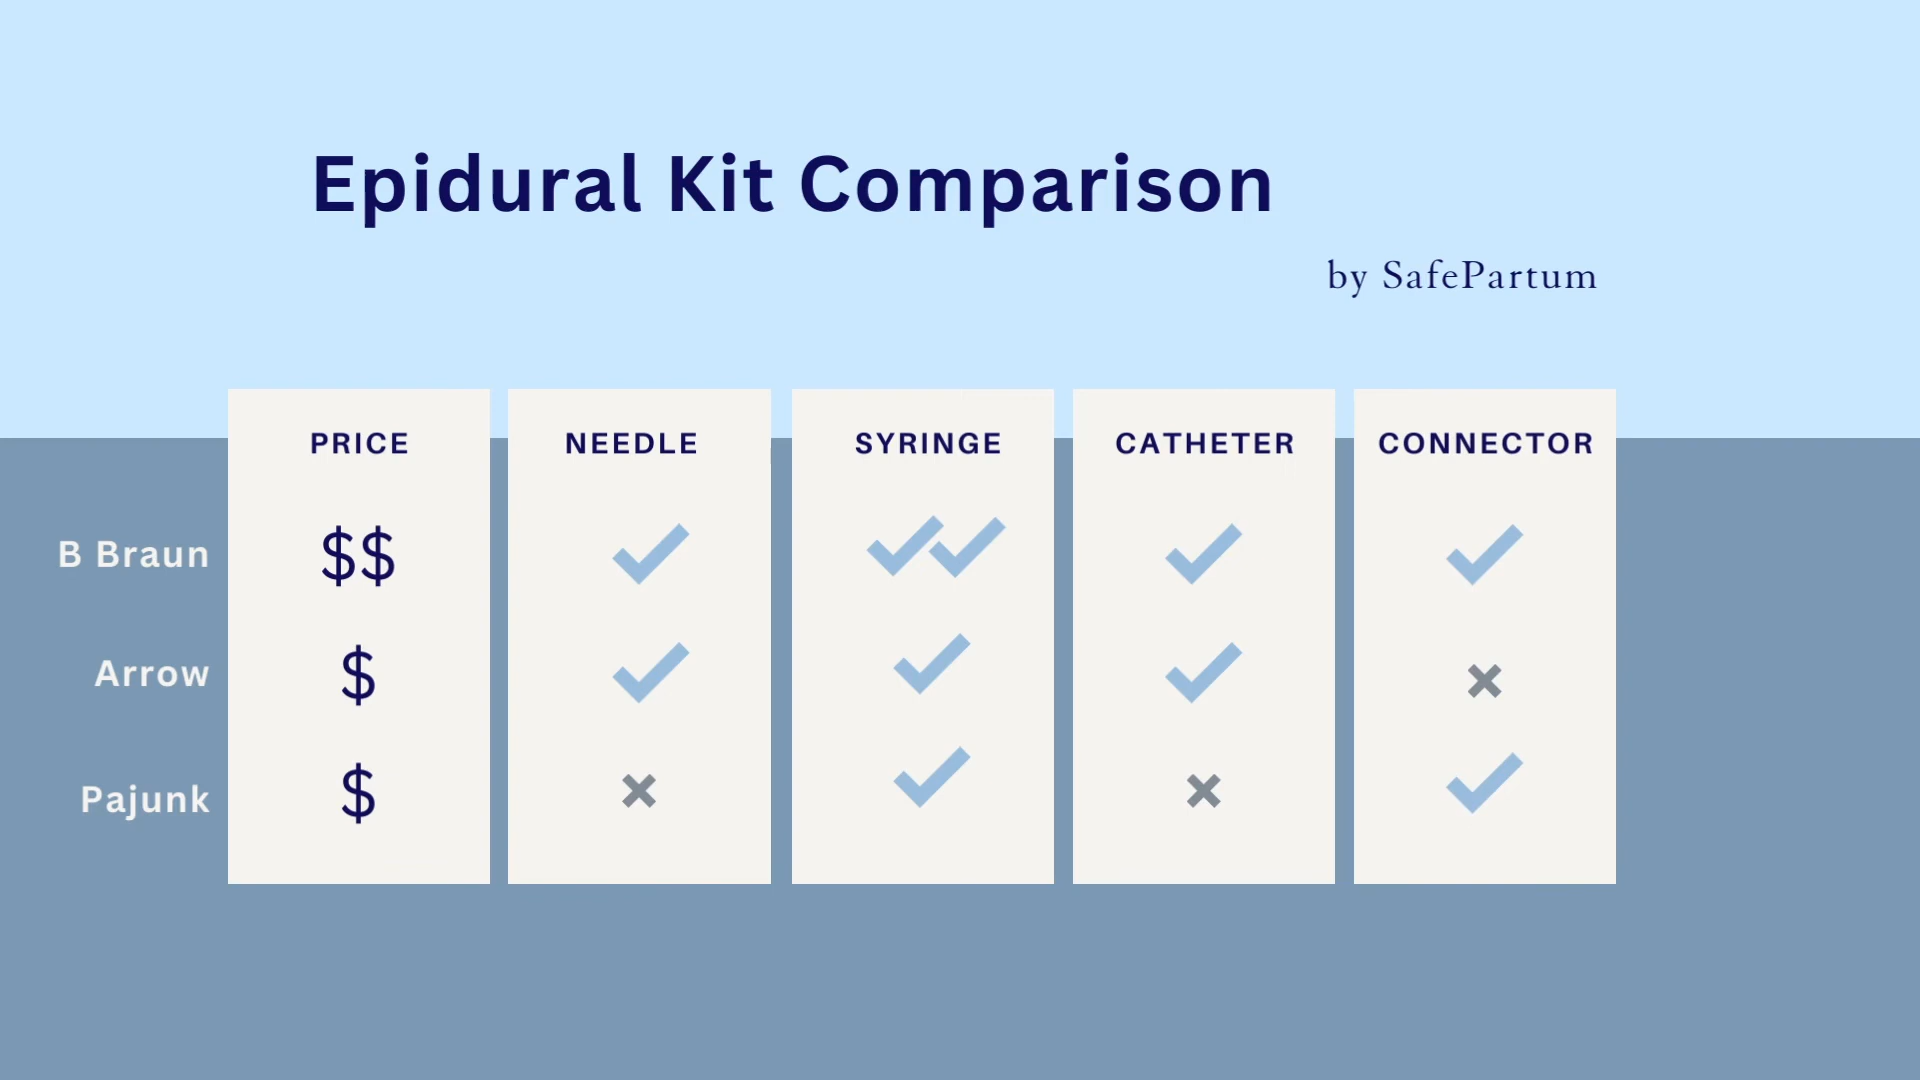 Epidural Kit Comparison
by SafePartum
PRICE NEEDLE SYRINGE CATHETER CONNECTOR
B Braun $$
Arrow $
Pajunk $